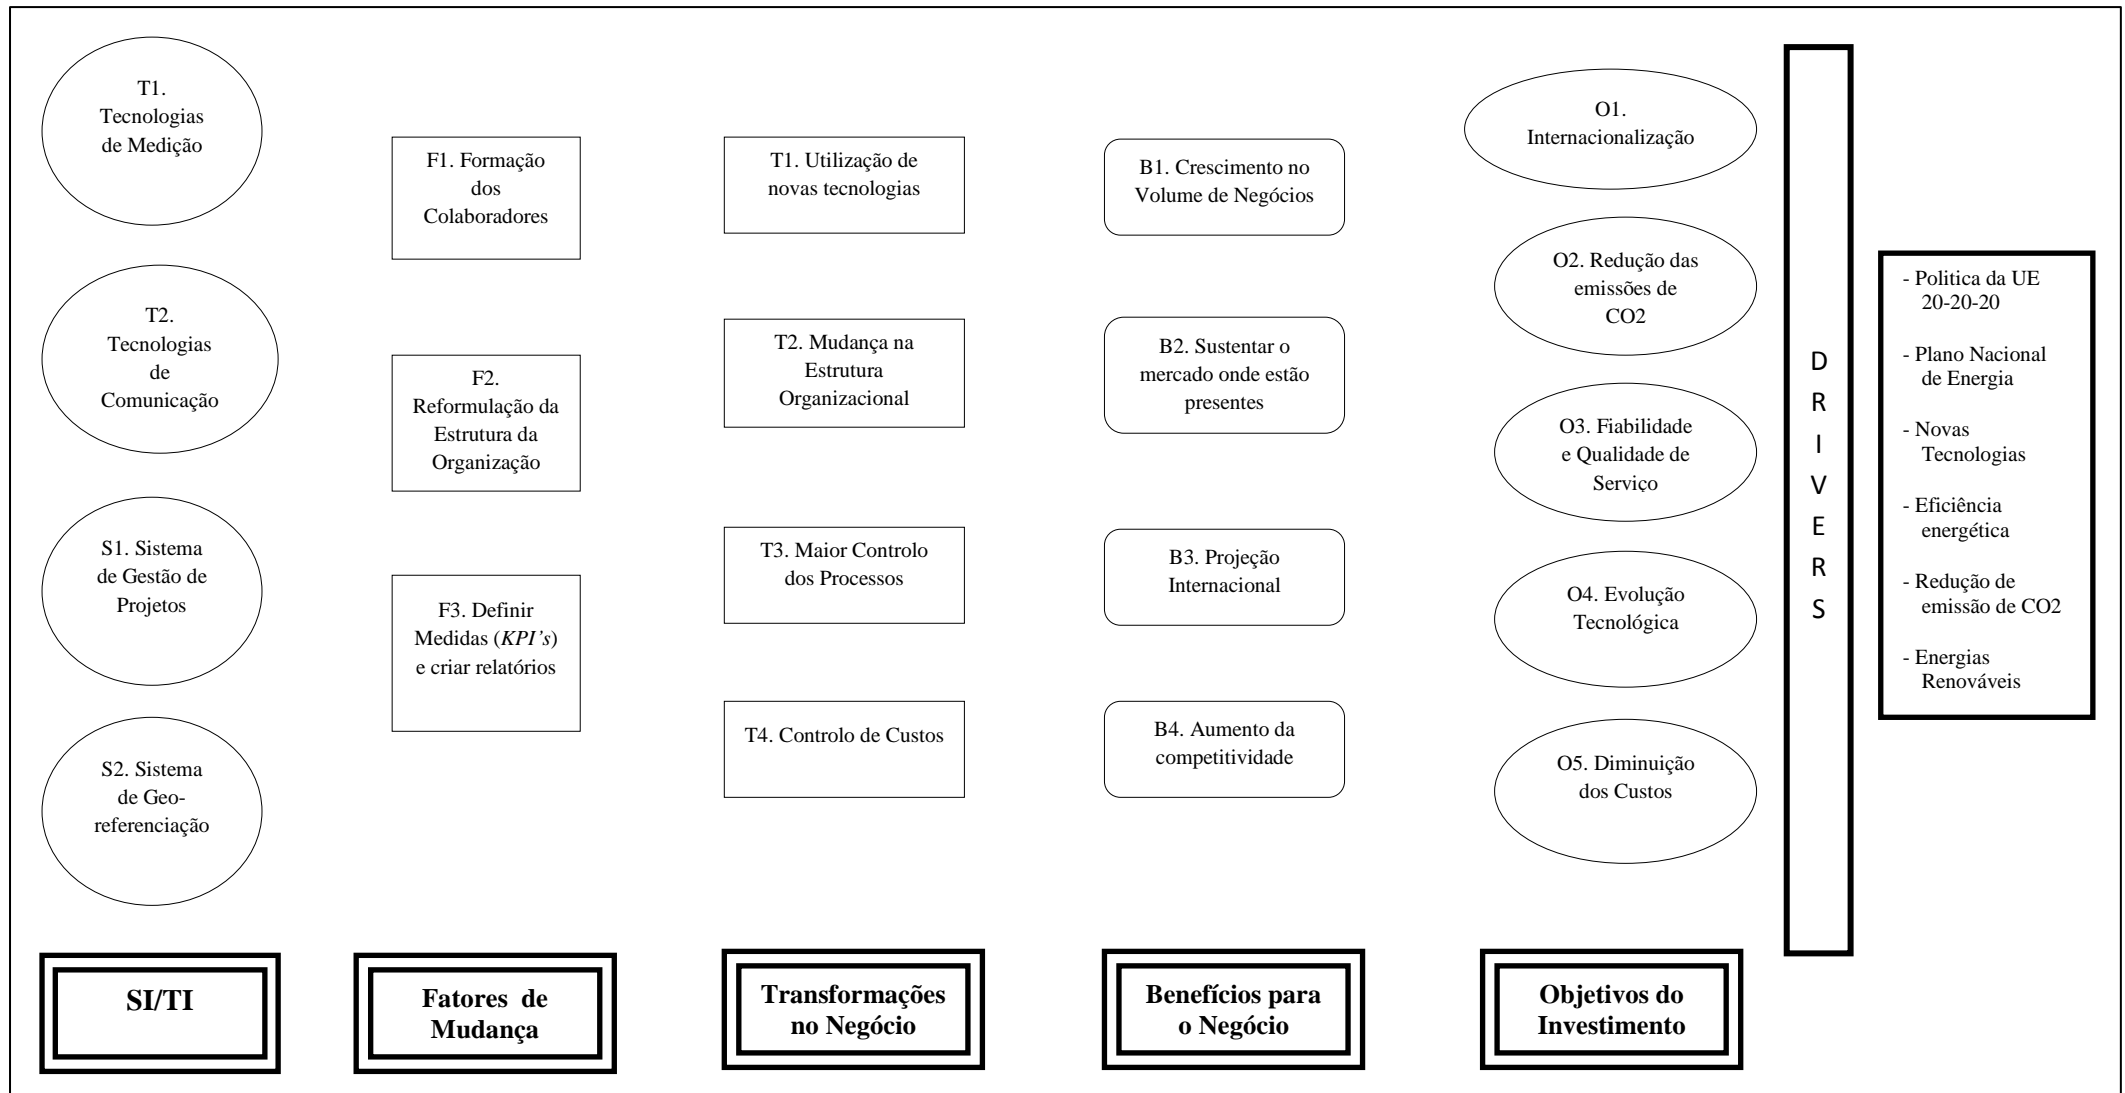 T1.
Tecnologias
de Medição
T2.
Tecnologias
de
Comunicação
S1. Sistema
de Gestão de
Projetos
S2. Sistema
de Geo-
referenciação
SI/TI
F1. Formação
dos
Colaboradores
F2.
Reformulação da
Estrutura da
Organização
F3. Definir
Medidas (KPI’s)
e criar relatórios
Fatores de
Mudança
T1. Utilização de
novas tecnologias
T2. Mudança na
Estrutura
Organizacional
T3. Maior Controlo
dos Processos
T4. Controlo de Custos
Transformações
no Negócio
B1. Crescimento no
Volume de Negócios
B2. Sustentar o
mercado onde estão
presentes
B3. Projeção
Internacional
B4. Aumento da
competitividade
Benefícios para
o Negócio
O1.
Internacionalização
O2. Redução das
emissões de
CO2
O3. Fiabilidade
e Qualidade de
Serviço
O4. Evolução
Tecnológica
O5. Diminuição
dos Custos
Objetivos do
Investimento
D
R
I
V
E
R
S
- Politica da UE
20-20-20
- Plano Nacional
de Energia
- Novas
Tecnologias
- Eficiência
energética
- Redução de
emissão de CO2
- Energias
Renováveis